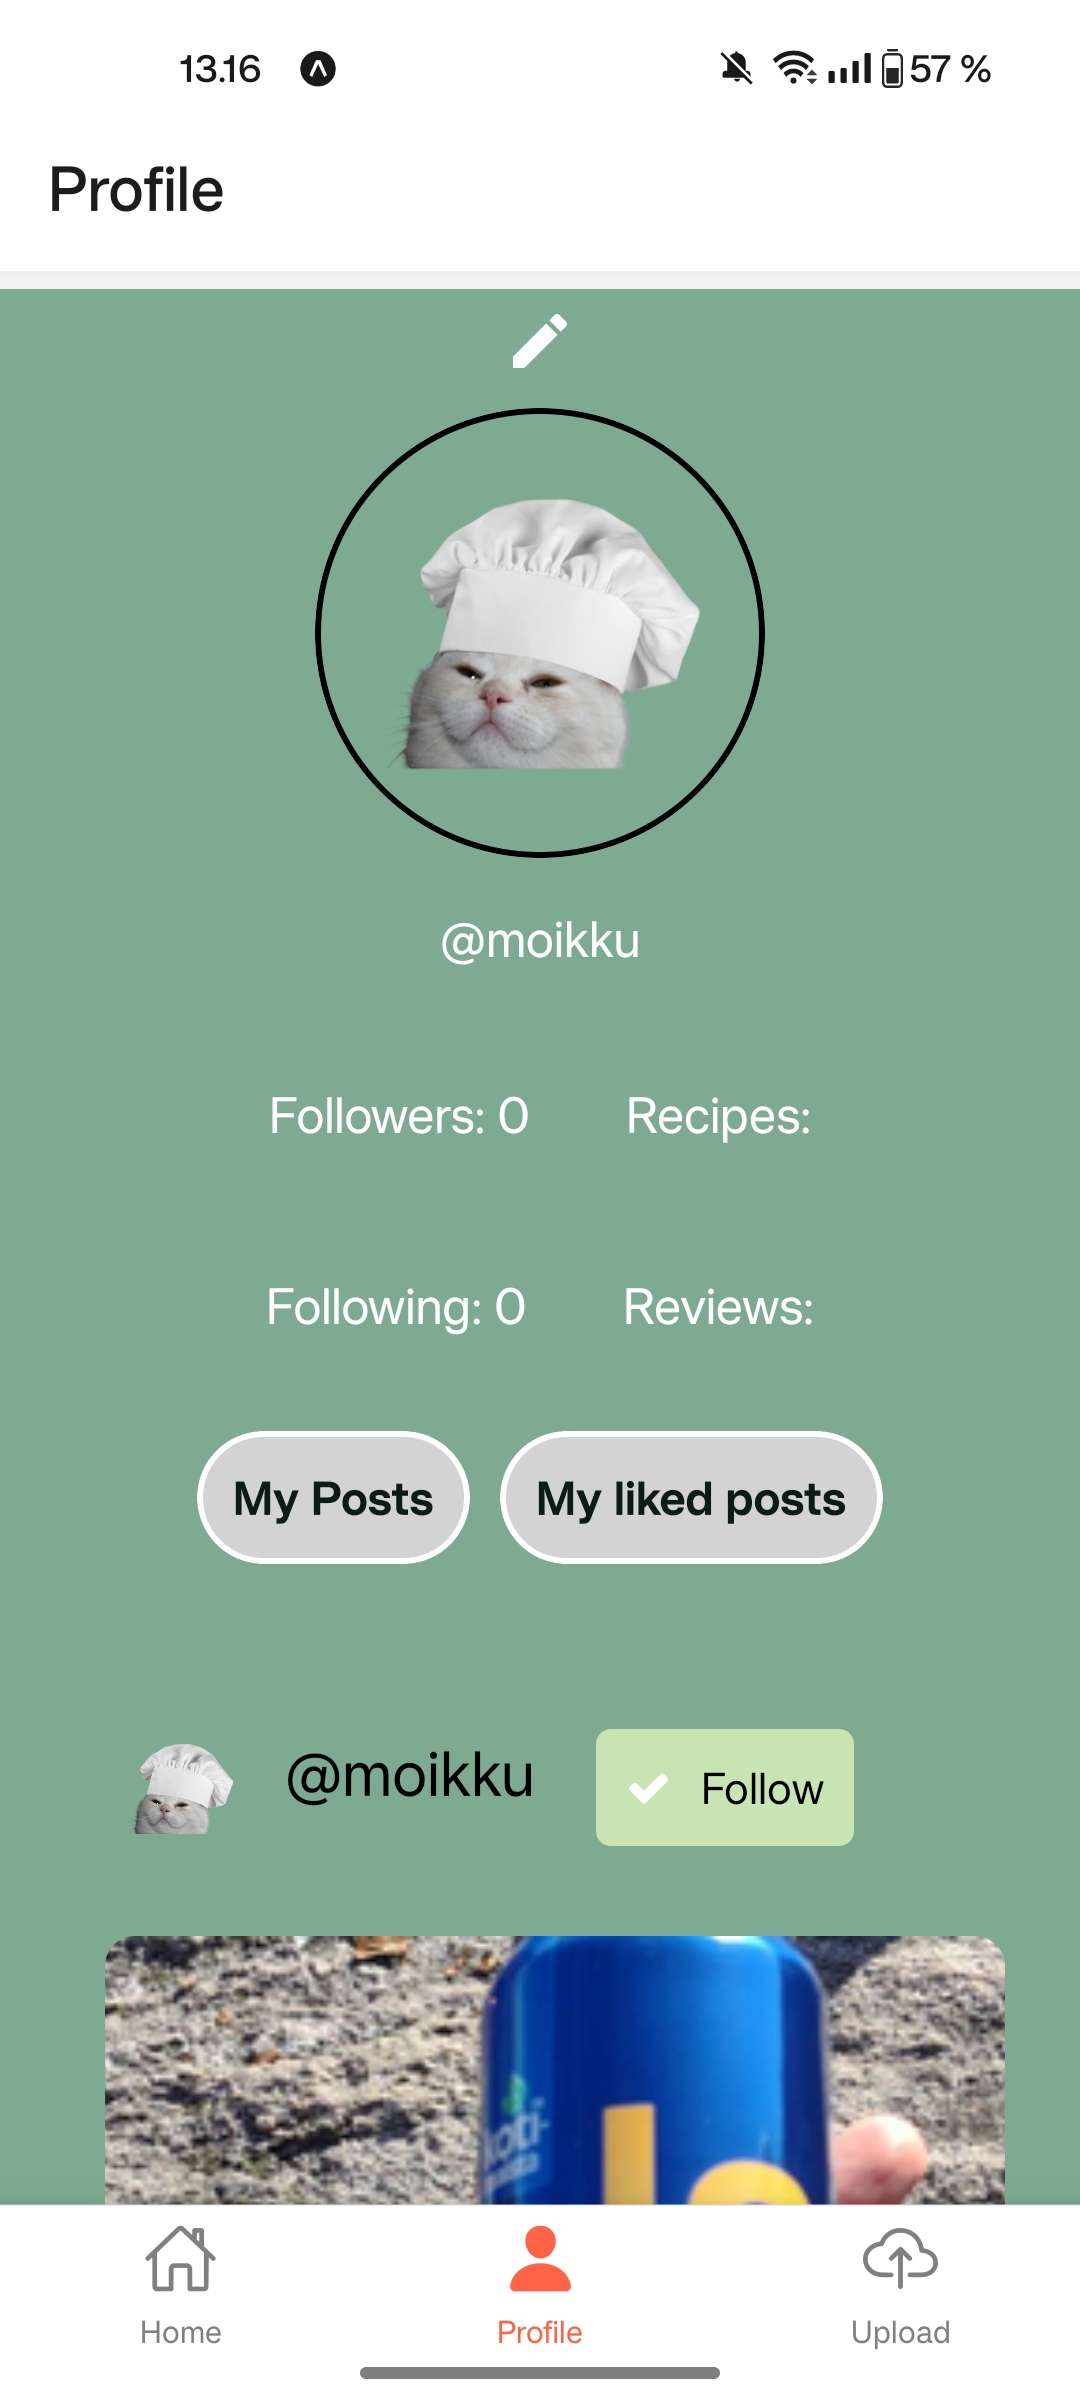 13.16
57 %
Profile
@moikku
Followers: 0 Recipes:
Following: 0 Reviews:
My Posts My liked posts
@moikku Follow
Home Profile Upload